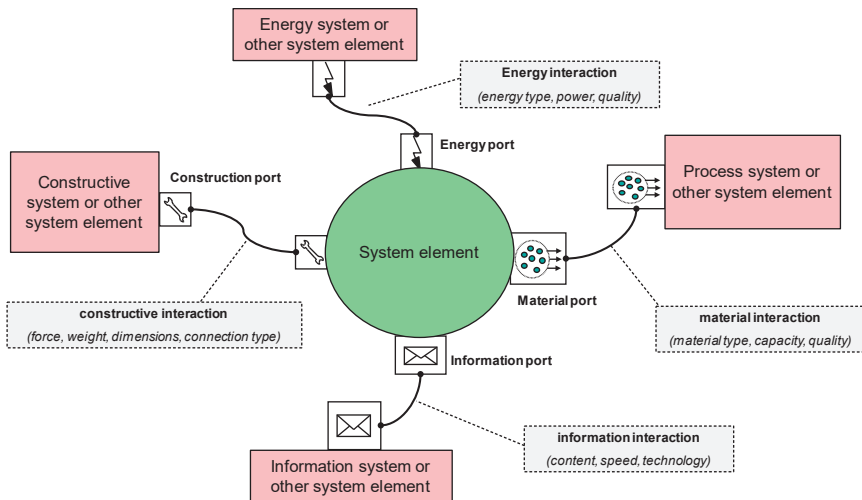 Energy system or
other system element
Energy interaction
(energy type, power, quality)
Energy port
Construction port
Constructive
system or other
system element
Process system or
other system element
System element
Material port
constructive interaction
(force, weight, dimensions, connection type)
material interaction
(material type, capacity, quality)
Information port
information interaction
(content, speed, technology)
Information system or
other system element